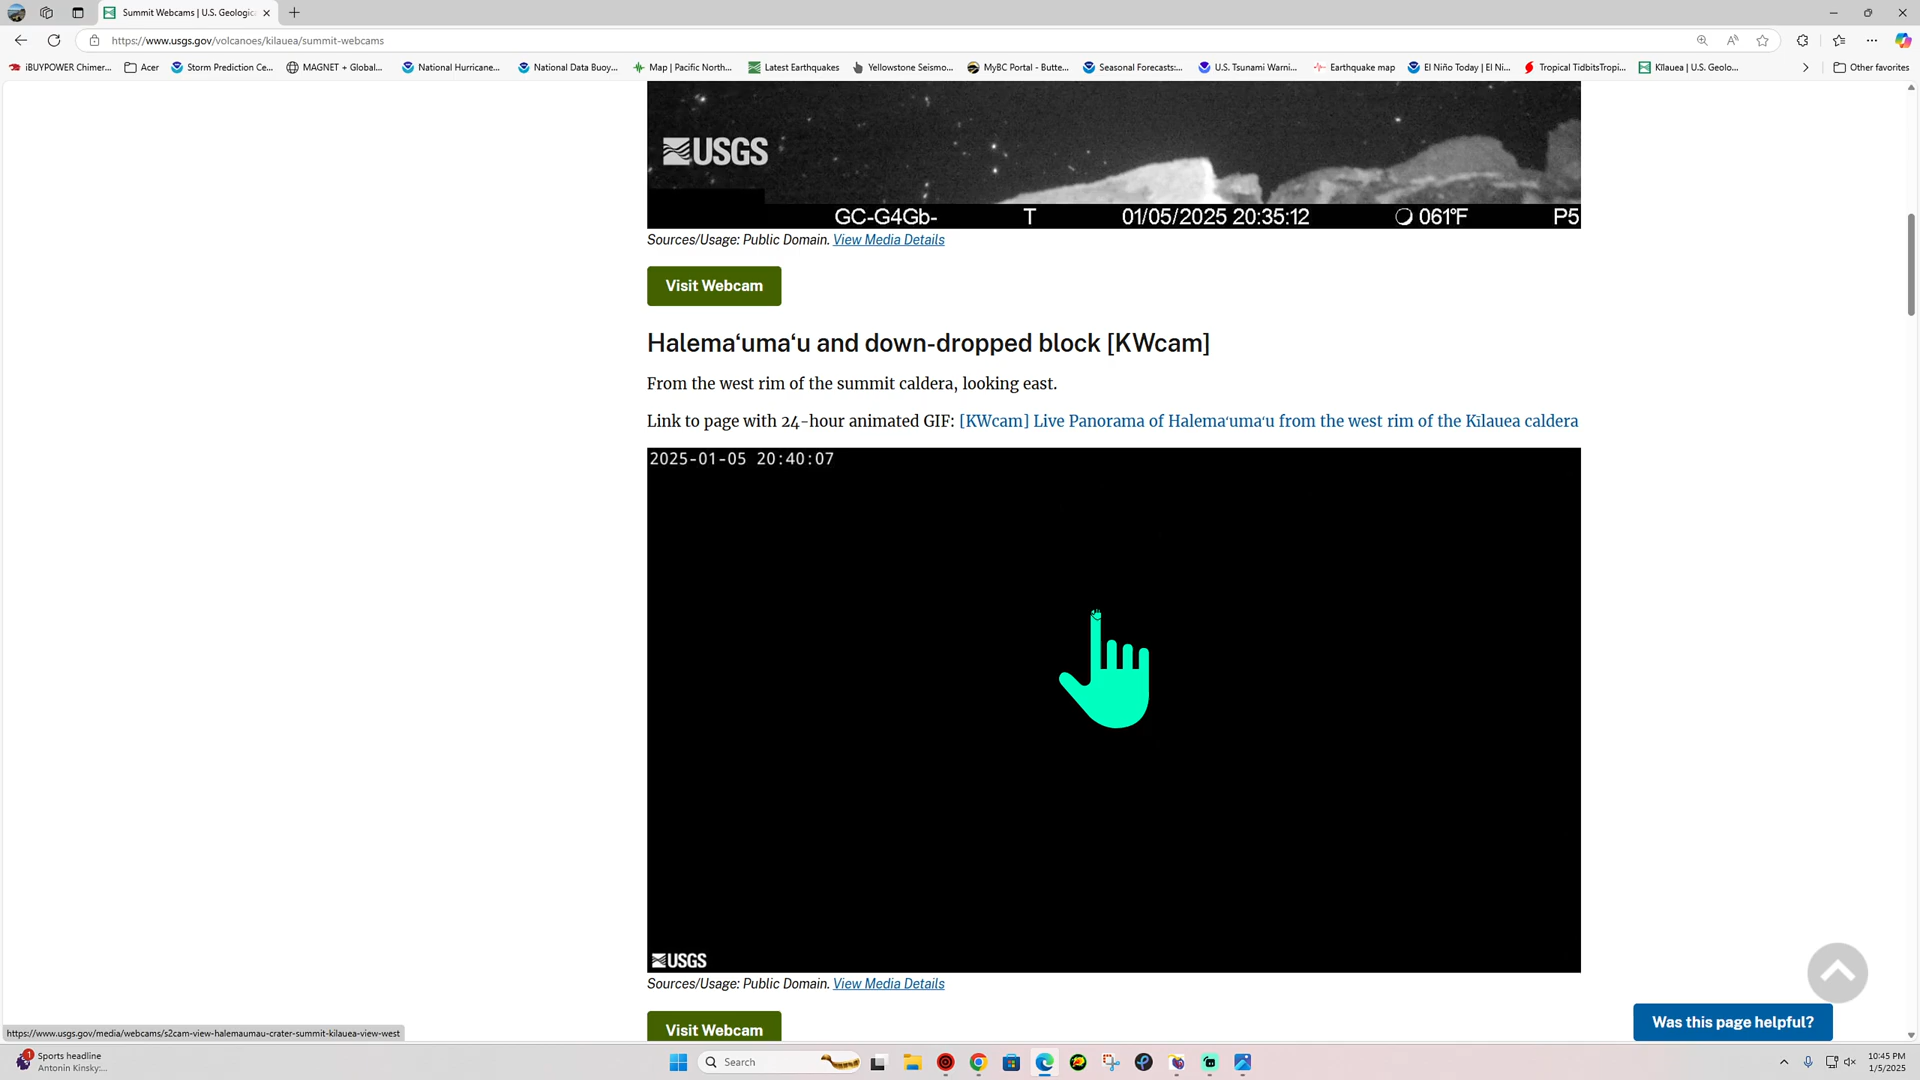 Summit Webcams | U.S. Geologic
https://www.usgs.gov/volcanoes/kilauea/summit-webcams
iBUYPOWER Chimer...
Acer
Storm Prediction Ce...
MAGNET + Global...
National Hurricane...
National Data Buoy...
Map | Pacific North...
Latest Earthquakes
Yellowstone Seismo...
MyBC Portal - Butte...
Seasonal Forecasts:...
U.S. Tsunami Warni...
Earthquake map
El Niño Today | El Ni...
Tropical TidbitsTropi...
Kīlauea | U.S. Geolo...
Other favorites
USGS
GC-G4Gb- T 01/05/2025 20:35:12 061°F P5
Sources/Usage: Public Domain. View Media Details
Visit Webcam
Halemaʻumaʻu and down-dropped block [KWcam]
From the west rim of the summit caldera, looking east.
Link to page with 24-hour animated GIF: [KWcam] Live Panorama of Halemaʻumaʻu from the west rim of the Kīlauea caldera
2025-01-05 20:40:07
USGS
Sources/Usage: Public Domain. View Media Details
Visit Webcam
Was this page helpful?
https://www.usgs.gov/media/webcams/s2cam-view-halemaumau-crater-summit-kilauea-view-west
1
Sports headline
Antonin Kinsky:...
Search
10:45 PM
1/5/2025